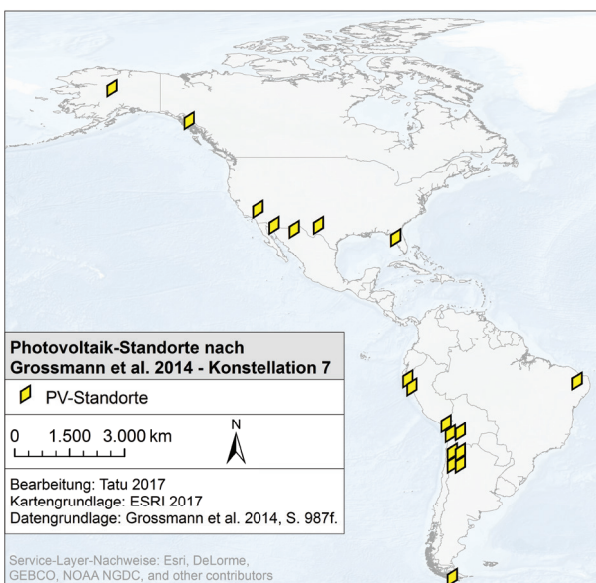 Photovoltaik-Standorte nach
Grossmann et al. 2014 - Konstellation 7
PV-Standorte
0 1.500 3.000 km
N
Bearbeitung: Tatu 2017
Kartengrundlage: ESRI 2017
Datengrundlage: Grossmann et al. 2014, S. 987f.
Service-Layer-Nachweise: Esri, DeLorme,
GEBCO, NOAA NGDC, and other contributors